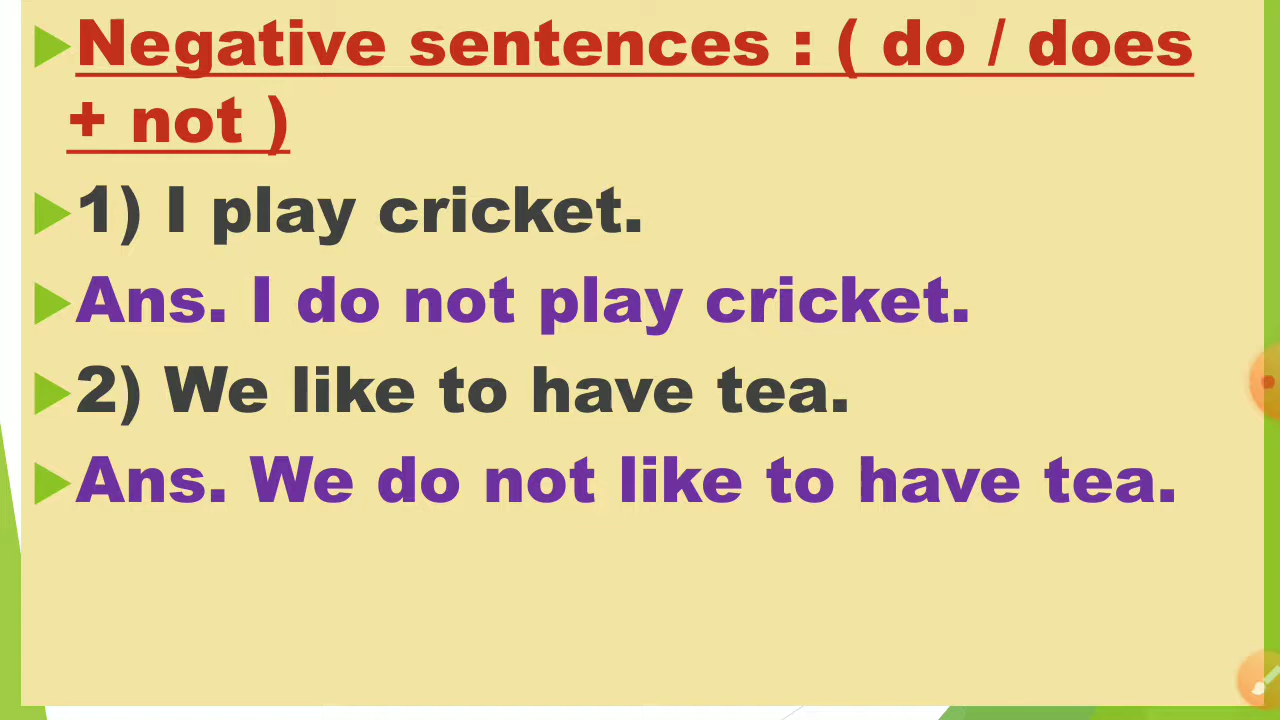 Negative sentences : ( do / does
+ not )
1) I play cricket.
Ans. I do not play cricket.
2) We like to have tea.
Ans. We do not like to have tea.